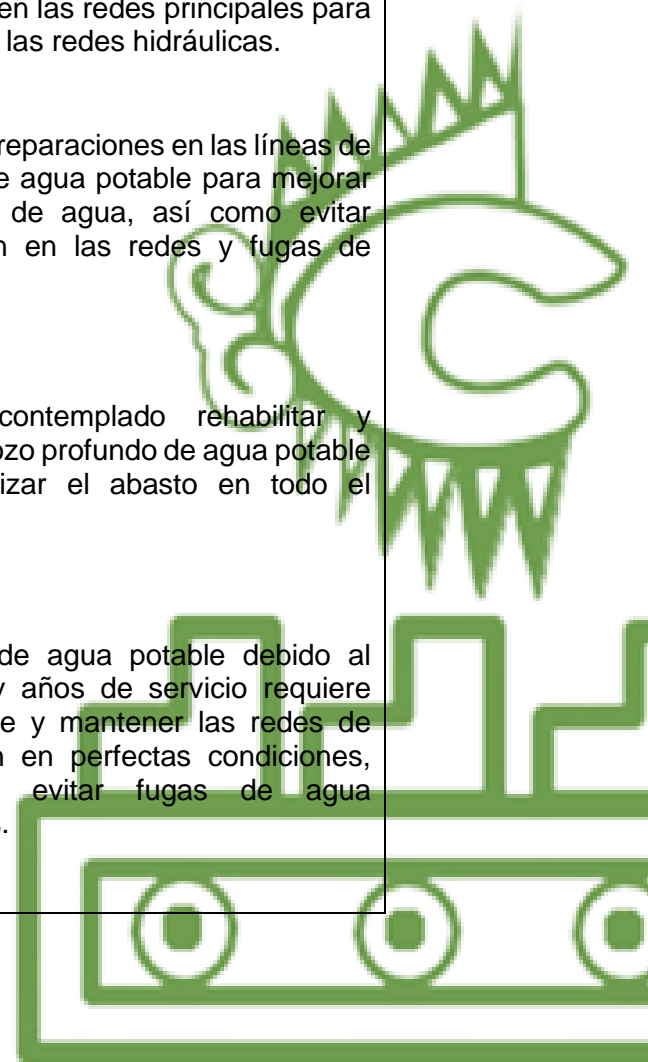 en las redes principales para
las redes hidráulicas.
reparaciones en las líneas de
e agua potable para mejorar
de agua, así como evitar
n en las redes y fugas de
contemplado rehabilitar y
ozo profundo de agua potable
izar el abasto en todo el
de agua potable debido al
y años de servicio requiere
e y mantener las redes de
n en perfectas condiciones,
evitar fugas de agua
.